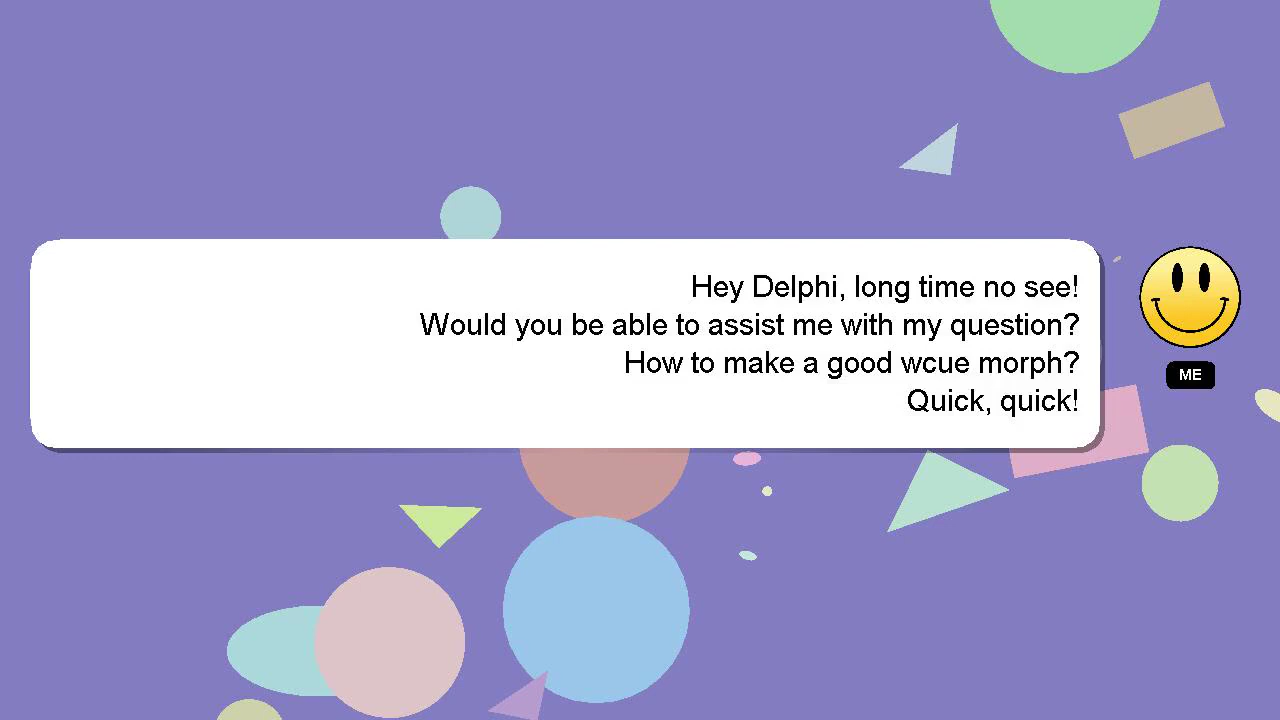 Hey Delphi, long time no see!
Would you be able to assist me with my question?
How to make a good wcue morph?
Quick, quick!
ME